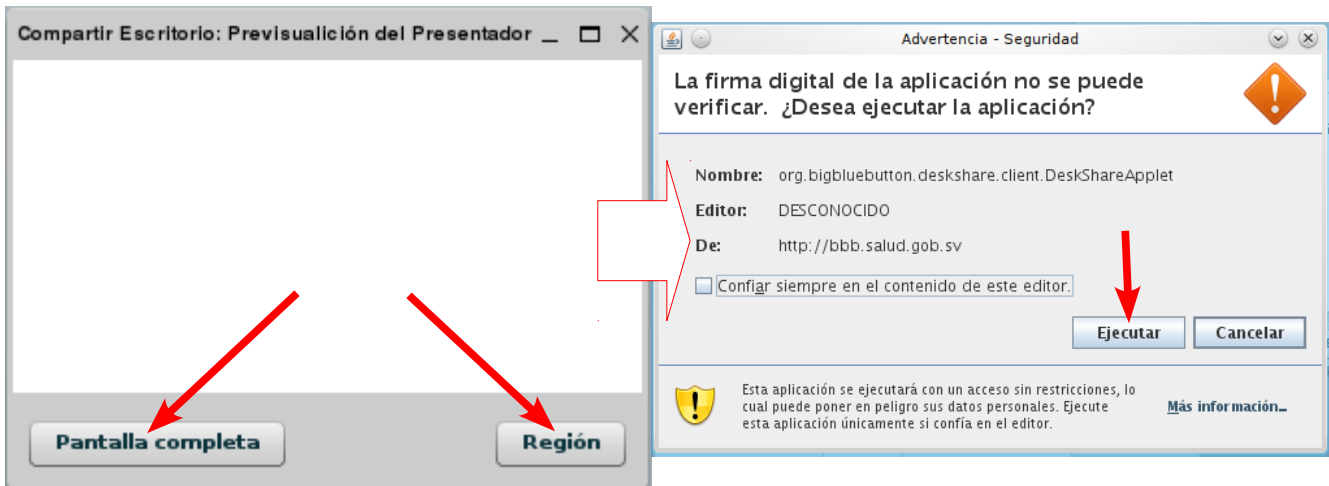 Compartir Escritorio: Previsualición del Presentador
Pantalla completa
Región
Advertencia - Seguridad
La firma digital de la aplicación no se puede
verificar. ¿Desea ejecutar la aplicación?
Nombre: org.bigbluebutton.deskshare.client.DeskShareApplet
Editor: DESCONOCIDO
De: http://bbb.salud.gob.sv
Confiar siempre en el contenido de este editor.
Ejecutar
Cancelar
Esta aplicación se ejecutará con un acceso sin restricciones, lo
cual puede poner en peligro sus datos personales. Ejecute
esta aplicación únicamente si confía en el editor.
Más información...